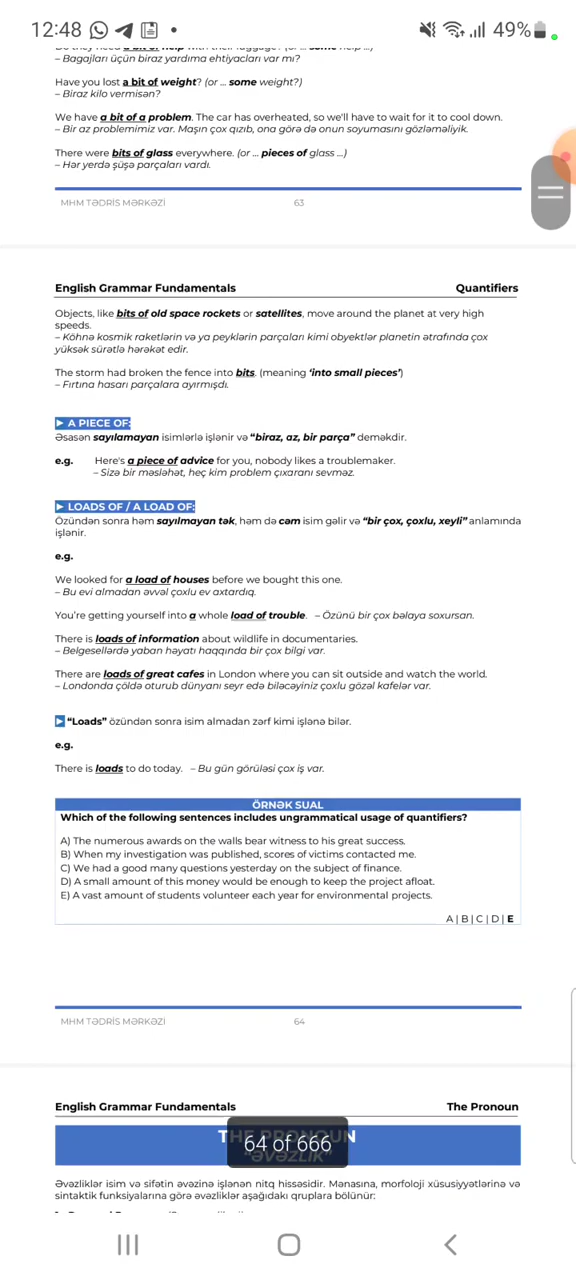 12:48 49%
– Bagajları üçün biraz yardıma ehtiyacları var mı?
Have you lost a bit of weight? (or ... some weight?)
– Biraz kilo vermisən?
We have a bit of a problem. The car has overheated, so we'll have to wait for it to cool down.
– Bir az problemimiz var. Maşın çox qızıb, ona görə də onun soyumasını gözləməliyik.
There were bits of glass everywhere. (or ... pieces of glass ...)
– Hər yerdə şüşə parçaları vardı.
MHM TƏDRİS MƏRKƏZİ 63
English Grammar Fundamentals Quantifiers
Objects, like bits of old space rockets or satellites, move around the planet at very high
speeds.
– Köhnə kosmik raketlərin və ya peyklərin parçaları kimi obyektlər planetin ətrafında çox
yüksək sürətlə hərəkət edir.
The storm had broken the fence into bits. (meaning ‘into small pieces’)
– Fırtına hasarı parçalara ayırmışdı.
► A PIECE OF:
Əsasən sayılamayan isimlərlə işlənir və “biraz, az, bir parça” deməkdir.
e.g. Here's a piece of advice for you, nobody likes a troublemaker.
– Sizə bir məsləhət, heç kim problem çıxaranı sevməz.
► LOADS OF / A LOAD OF:
Özündən sonra həm sayılmayan tək, həm də cəm isim gəlir və “bir çox, çoxlu, xeyli” anlamında
işlənir.
e.g.
We looked for a load of houses before we bought this one.
– Bu evi almadan əvvəl çoxlu ev axtardıq.
You’re getting yourself into a whole load of trouble. – Özünü bir çox bəlaya soxursan.
There is loads of information about wildlife in documentaries.
– Belgesellərdə yaban həyatı haqqında bir çox bilgi var.
There are loads of great cafes in London where you can sit outside and watch the world.
– Londonda çöldə oturub dünyanı seyr edə biləcəyiniz çoxlu gözəl kafelər var.
► “Loads” özündən sonra isim almadan zərf kimi işlənə bilər.
e.g.
There is loads to do today. – Bu gün görüləsi çox iş var.
ÖRNƏK SUAL
Which of the following sentences includes ungrammatical usage of quantifiers?
A) The numerous awards on the walls bear witness to his great success.
B) When my investigation was published, scores of victims contacted me.
C) We had a good many questions yesterday on the subject of finance.
D) A small amount of this money would be enough to keep the project afloat.
E) A vast amount of students volunteer each year for environmental projects.
A | B | C | D | E
MHM TƏDRİS MƏRKƏZİ 64
English Grammar Fundamentals The Pronoun
THE PRONOUN
64 of 666
“ƏVƏZLİK”
Əvəzliklər isim və sifətin əvəzinə işlənən nitq hissəsidir. Mənasına, morfoloji xüsusiyyətlərinə və
sintaktik funksiyalarına görə əvəzliklər aşağıdakı qruplara bölünür: